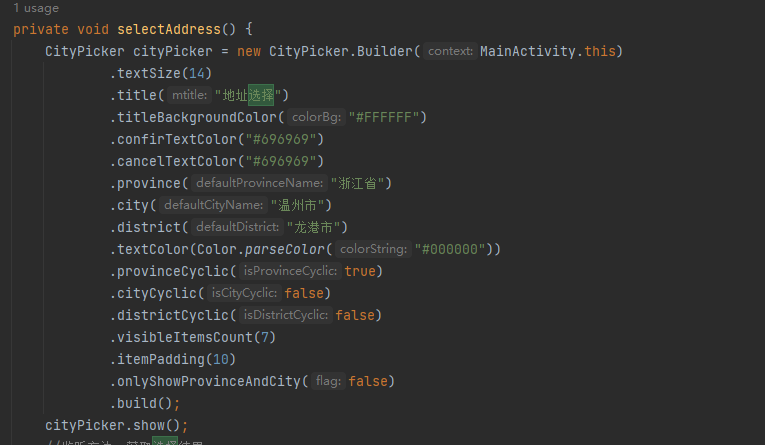 1 usage
private void selectAddress() {
CityPicker cityPicker = new CityPicker.Builder( context: MainActivity.this)
.textSize(14)
.title( mtitle: "地址选择")
.titleBackgroundColor( colorBg: "#FFFFFF")
.confirTextColor("#696969")
.cancelTextColor("#696969")
.province( defaultProvinceName: "浙江省")
.city( defaultCityName: "温州市")
.district( defaultDistrict: "龙港市")
.textColor(Color.parseColor( colorString: "#000000"))
.provinceCyclic( isProvinceCyclic: true)
.cityCyclic( isCityCyclic: false)
.districtCyclic( isDistrictCyclic: false)
.visibleItemsCount(7)
.itemPadding(10)
.onlyShowProvinceAndCity( flag: false)
.build();
cityPicker.show();
//监听方法，获取选择结果